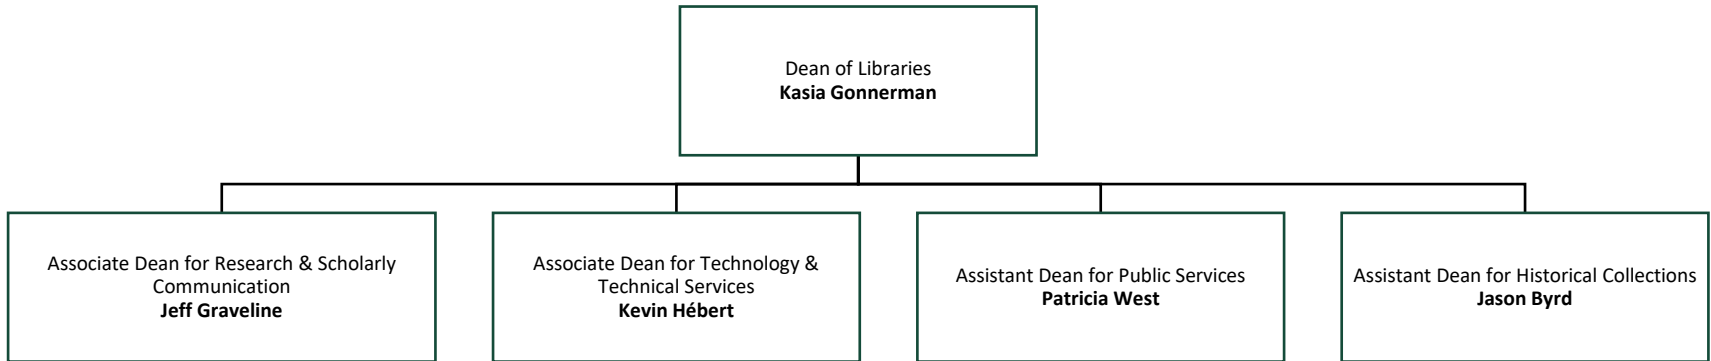 Dean of Libraries
Kasia Gonnerman
Associate Dean for Research & Scholarly
Communication
Jeff Graveline
Associate Dean for Technology &
Technical Services
Kevin Hébert
Assistant Dean for Public Services
Patricia West
Assistant Dean for Historical Collections
Jason Byrd